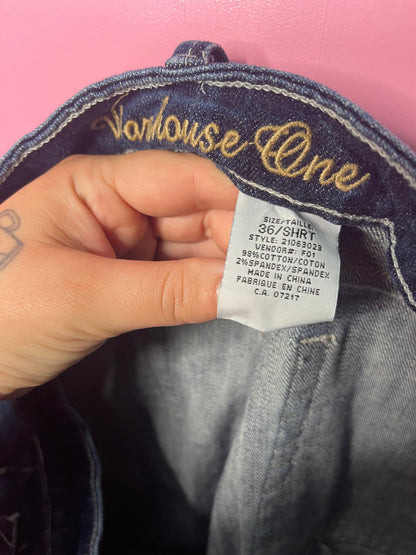 Vanhouse One
SIZE/TAILLE:
36/SHRT
STYLE: 21063023
VENDOR#: F01
98%COTTON/COTON
2%SPANDEX/SPANDEX
MADE IN CHINA
FABRIQUE EN CHINE
C.A. 07217